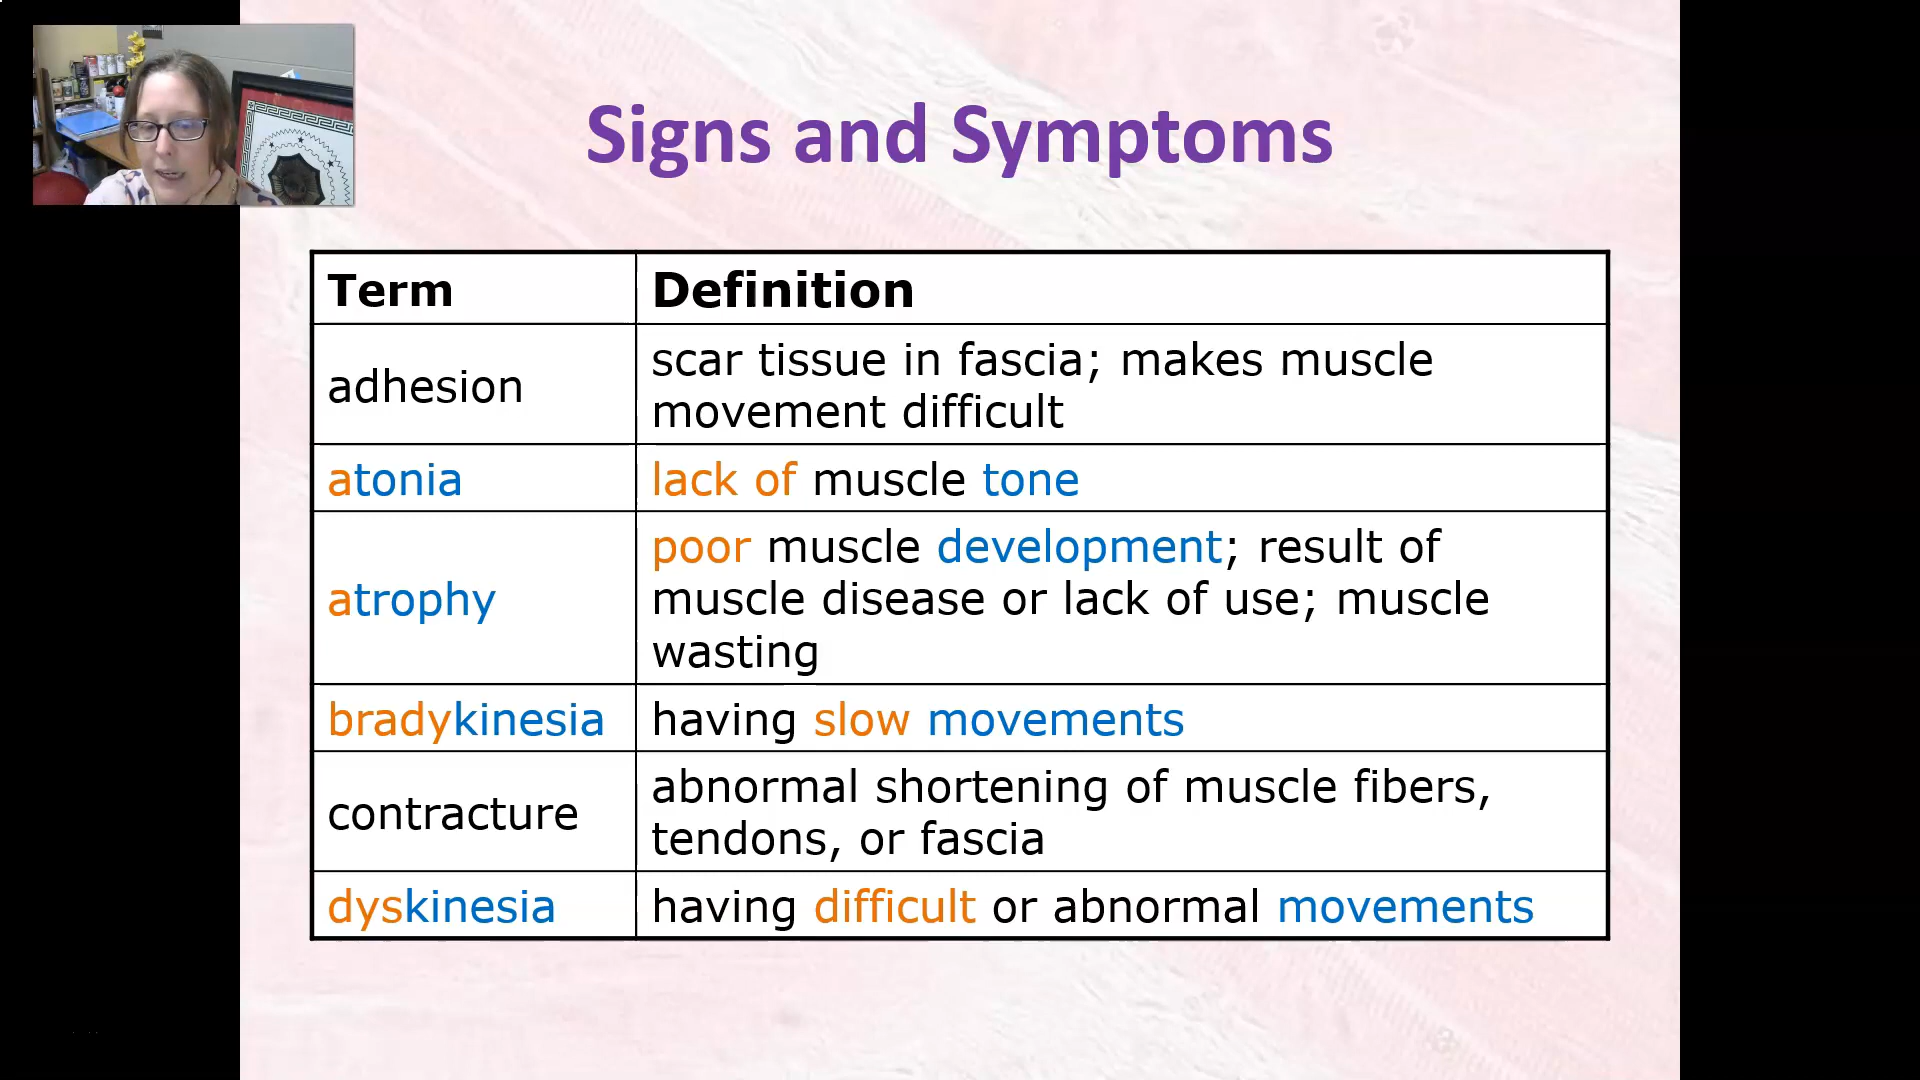 Signs and Symptoms
Term
Definition
adhesion
scar tissue in fascia; makes muscle
movement difficult
atonia
lack of muscle tone
atrophy
poor muscle development; result of
muscle disease or lack of use; muscle
wasting
bradykinesia
having slow movements
contracture
abnormal shortening of muscle fibers,
tendons, or fascia
dyskinesia
having difficult or abnormal movements